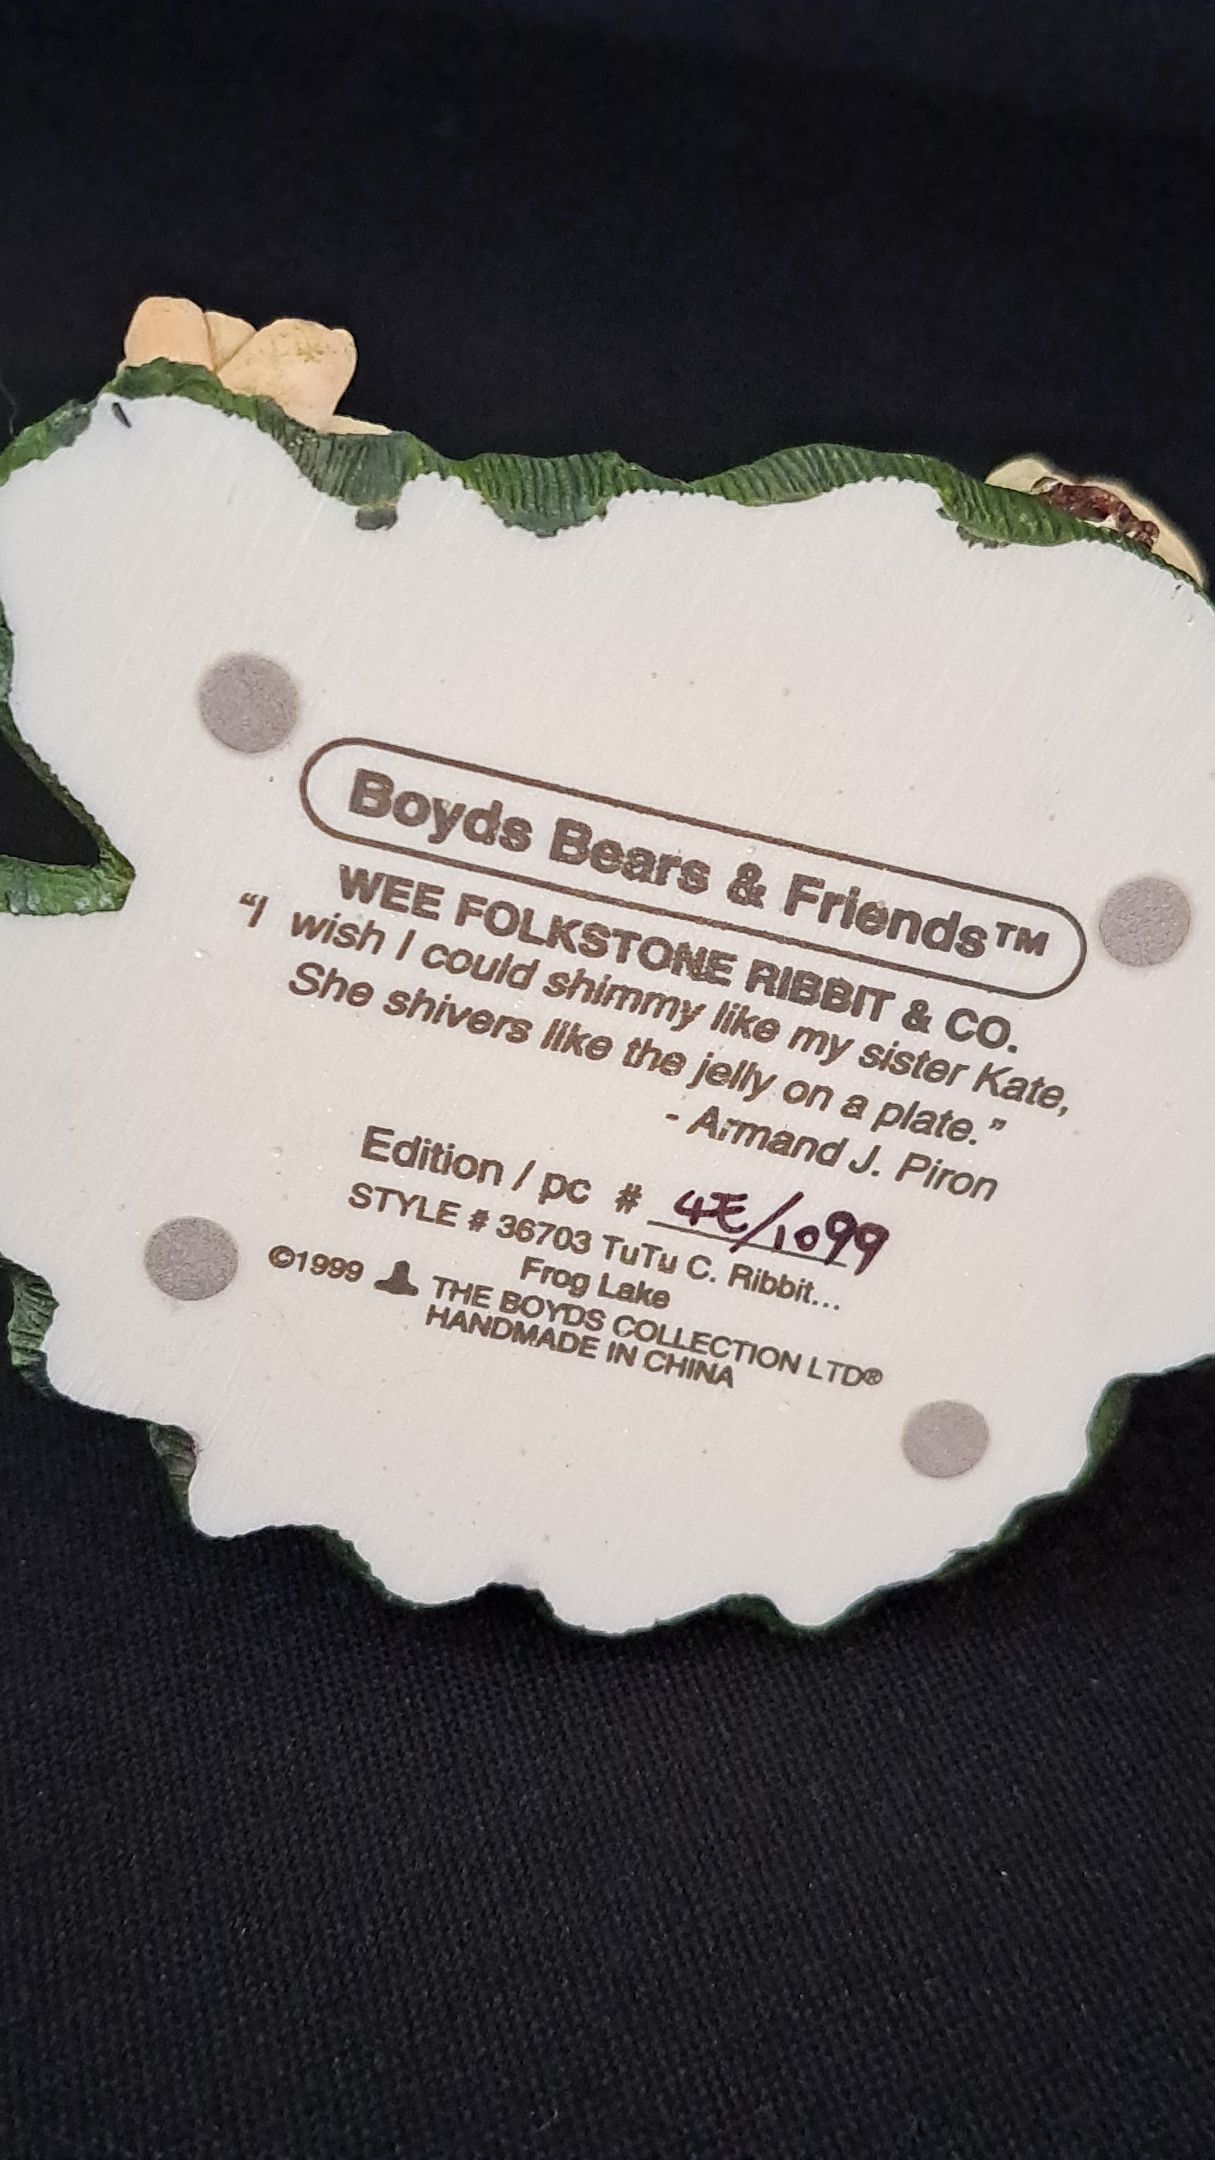 Boyds Bears & Friends™
WEE FOLKSTONE RIBBIT & CO.
"I wish I could shimmy like my sister Kate,
She shivers like the jelly on a plate."
- Armand J. Piron
Edition / pc # 4E/1099
STYLE # 36703 TuTu C. Ribbit...
Frog Lake
©1999 THE BOYDS COLLECTION LTD®
HANDMADE IN CHINA